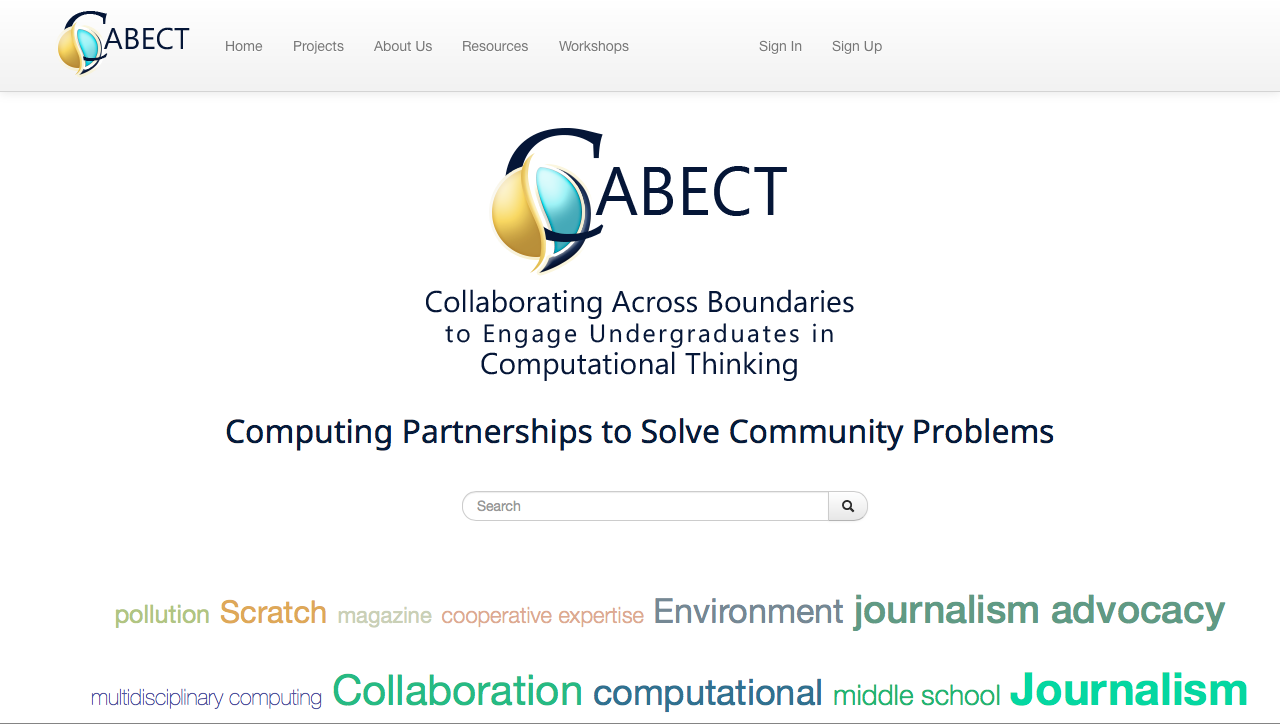 CABECT Home Projects About Us Resources Workshops Sign In Sign Up
CABECT
Collaborating Across Boundaries
to Engage Undergraduates in
Computational Thinking
Computing Partnerships to Solve Community Problems
Search
pollution Scratch magazine cooperative expertise Environment journalism advocacy
multidisciplinary computing Collaboration computational middle school Journalism